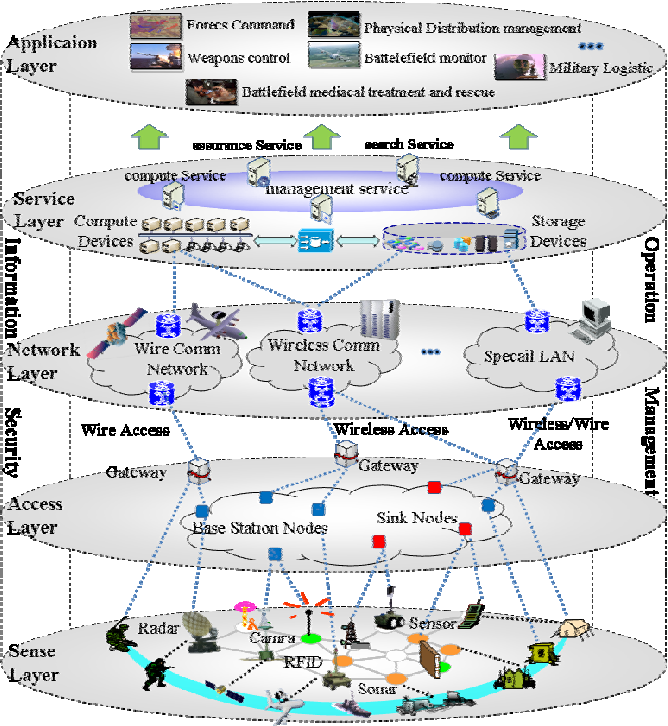 Forecs Command
Phaysical Distribution management
Applicaion
Layer
Weapons control
Battelefield monitor
Military Logistic
Battlefield mediacal treatment and rescue
assurance Service
search Service
compute Service
compute Service
management service
Service
Layer
Compute
Devices
Storage
Devices
Information
Operation
Wire Comm
Network
Wireless Comm
Network
Specail LAN
Network
Layer
Security
Management
Wire Access
Wireless Access
Wireless/Wire
Access
Gateway
Gateway
Gateway
Access
Layer
Base Station Nodes
Sink Nodes
Radar
Camra
Sensor
RFID
Sonar
Sense
Layer